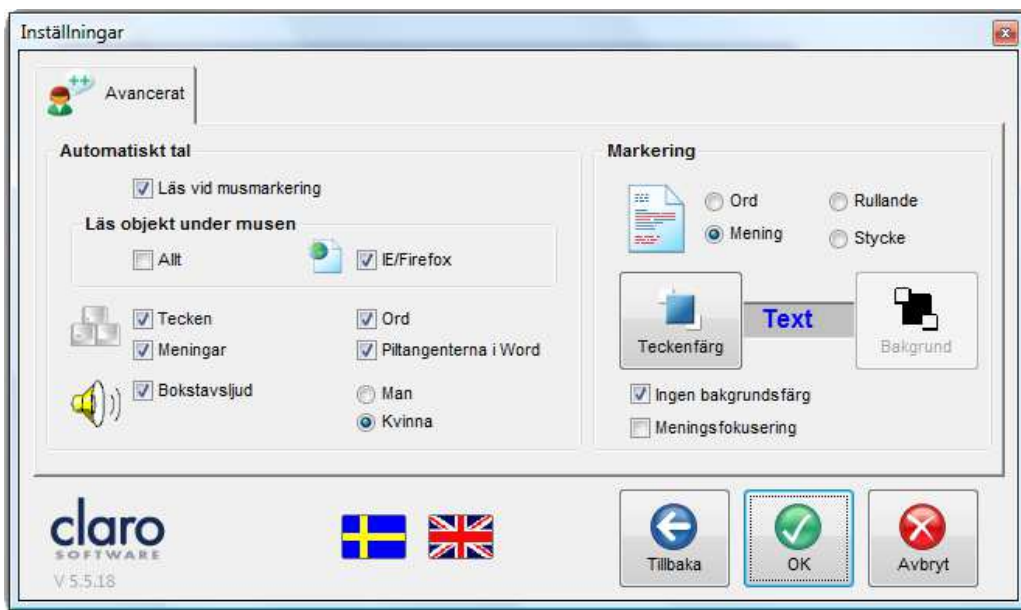 Inställningar
Avancerat
Automatiskt tal
Läs vid musmarkering
Läs objekt under musen
Allt
IE/Firefox
Tecken
Ord
Meningar
Piltangenterna i Word
Bokstavsljud
Man
Kvinna
Markering
Ord
Rullande
Mening
Stycke
Teckenfärg
Text
Bakgrund
Ingen bakgrundsfärg
Meningsfokusering
claro
SOFTWARE
V 5.5.18
Tillbaka
OK
Avbryt